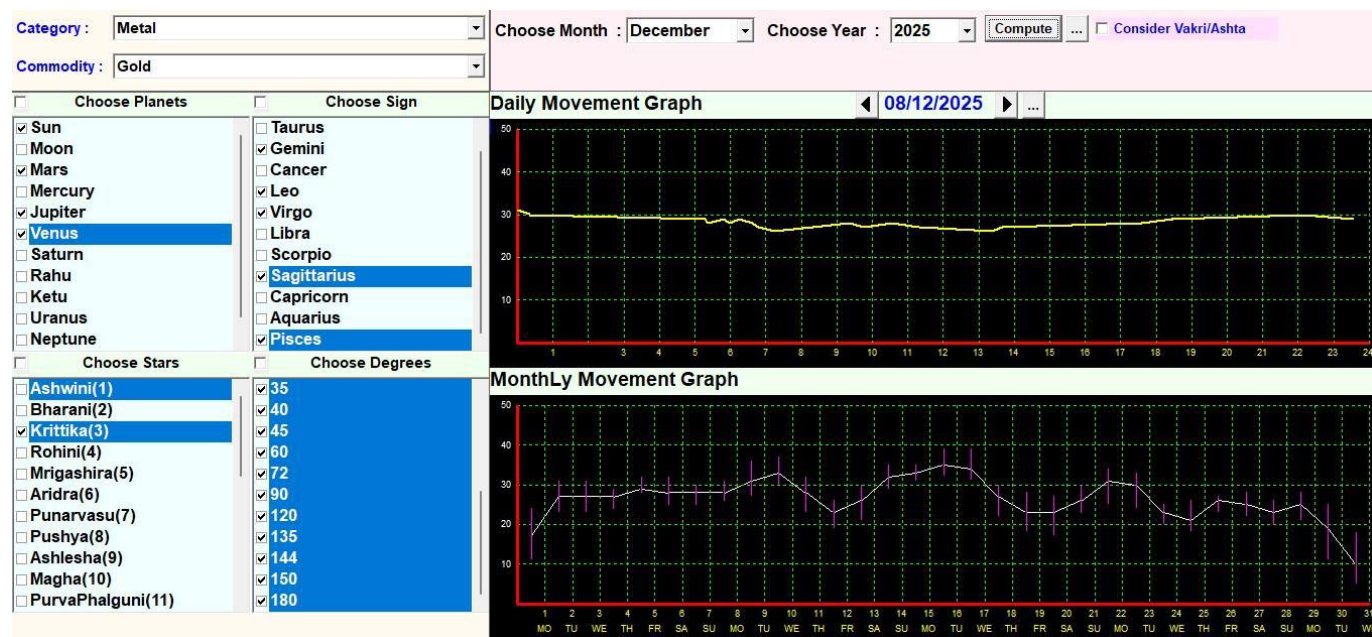 Category : Metal
Commodity : Gold
Choose Month : December Choose Year : 2025 Compute ... Consider Vakri/Ashta
Choose Planets
Sun
Moon
Mars
Mercury
Jupiter
Venus
Saturn
Rahu
Ketu
Uranus
Neptune
Choose Sign
Taurus
Gemini
Cancer
Leo
Virgo
Libra
Scorpio
Sagittarius
Capricorn
Aquarius
Pisces
Choose Stars
Ashwini(1)
Bharani(2)
Krittika(3)
Rohini(4)
Mrigashira(5)
Aridra(6)
Punarvasu(7)
Pushya(8)
Ashlesha(9)
Magha(10)
PurvaPhalguni(11)
Choose Degrees
35
40
45
60
72
90
120
135
144
150
180
Daily Movement Graph 08/12/2025 ...
50
40
30
20
10
1 3 4 5 6 7 8 9 10 11 12 13 14 15 16 17 18 19 20 21 22 23 24
MonthLy Movement Graph
50
40
30
20
10
1 2 3 4 5 6 7 8 9 10 11 12 13 14 15 16 17 18 19 20 21 22 23 24 25 26 27 28 29 30 31
MO TU WE TH FR SA SU MO TU WE TH FR SA SU MO TU WE TH FR SA SU MO TU WE TH FR SA SU MO TU